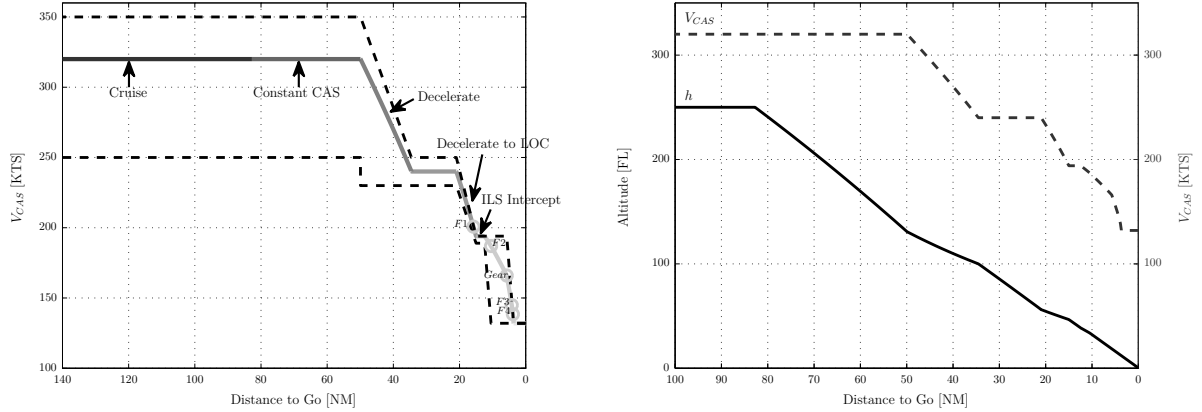 350
300
250
200
150
100
V_CAS [KTS]
Cruise
Constant CAS
Decelerate
Decelerate to LOC
ILS Intercept
F1
F2
Gear
F3
F4
140 120 100 80 60 40 20 0
Distance to Go [NM]
V_CAS
h
300
200
100
0
Altitude [FL]
300
200
100
V_CAS [KTS]
100 90 80 70 60 50 40 30 20 10 0
Distance to Go [NM]